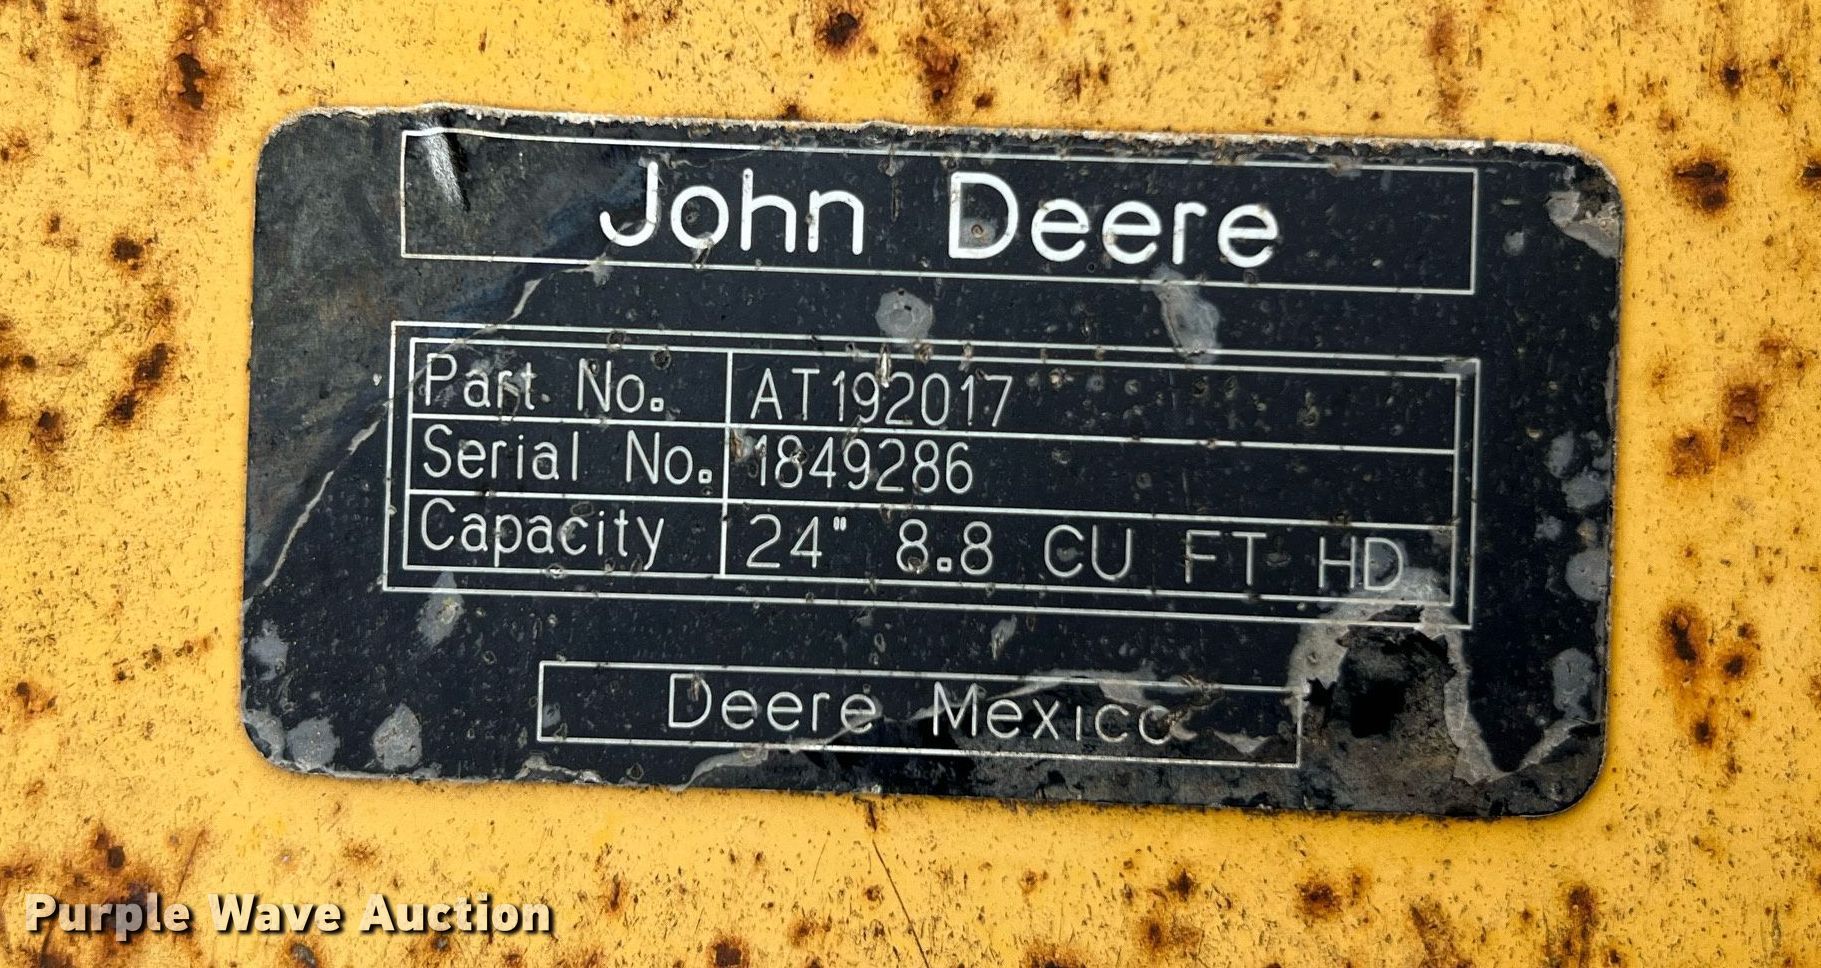 John Deere
Part No. AT192017
Serial No. 1849286
Capacity 24" 8.8 CU FT HD
Deere Mexico
Purple Wave Auction